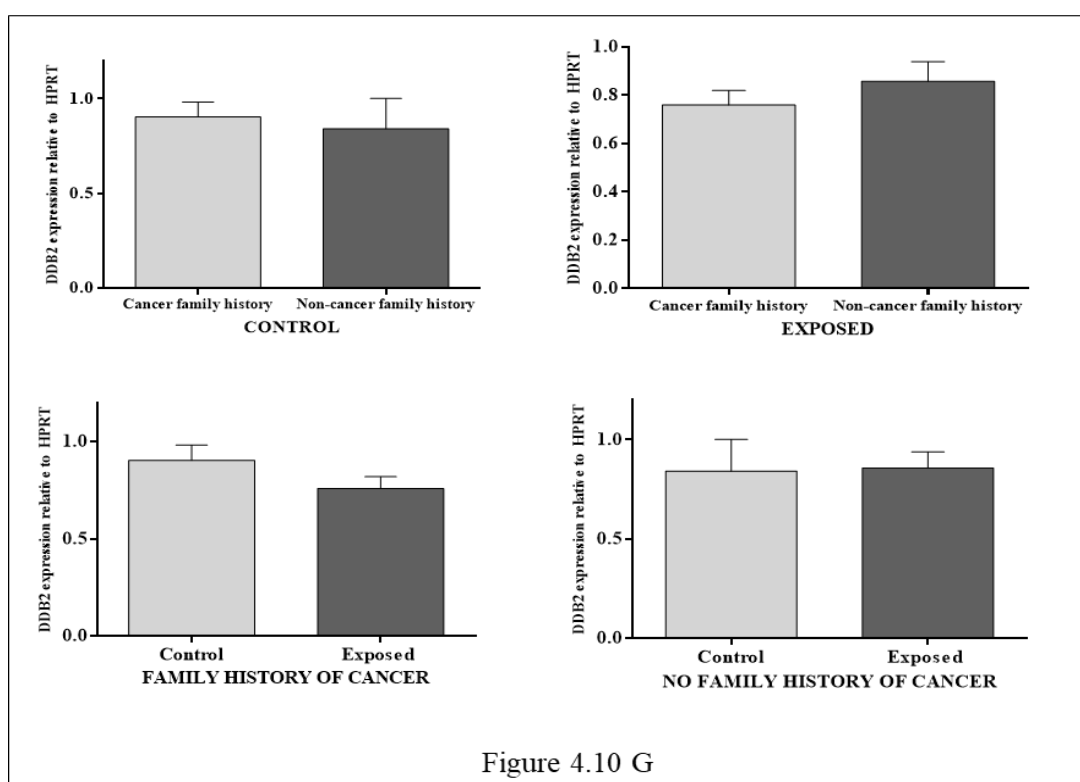 DDB2 expression relative to HPRT
1.0
0.5
0.0
Cancer family history Non-cancer family history
CONTROL
DDB2 expression relative to HPRT
1.0
0.8
0.6
0.4
0.2
0.0
Cancer family history Non-cancer family history
EXPOSED
DDB2 expression relative to HPRT
1.0
0.5
0.0
Control Exposed
FAMILY HISTORY OF CANCER
DDB2 expression relative to HPRT
1.0
0.5
0.0
Control Exposed
NO FAMILY HISTORY OF CANCER
Figure 4.10 G